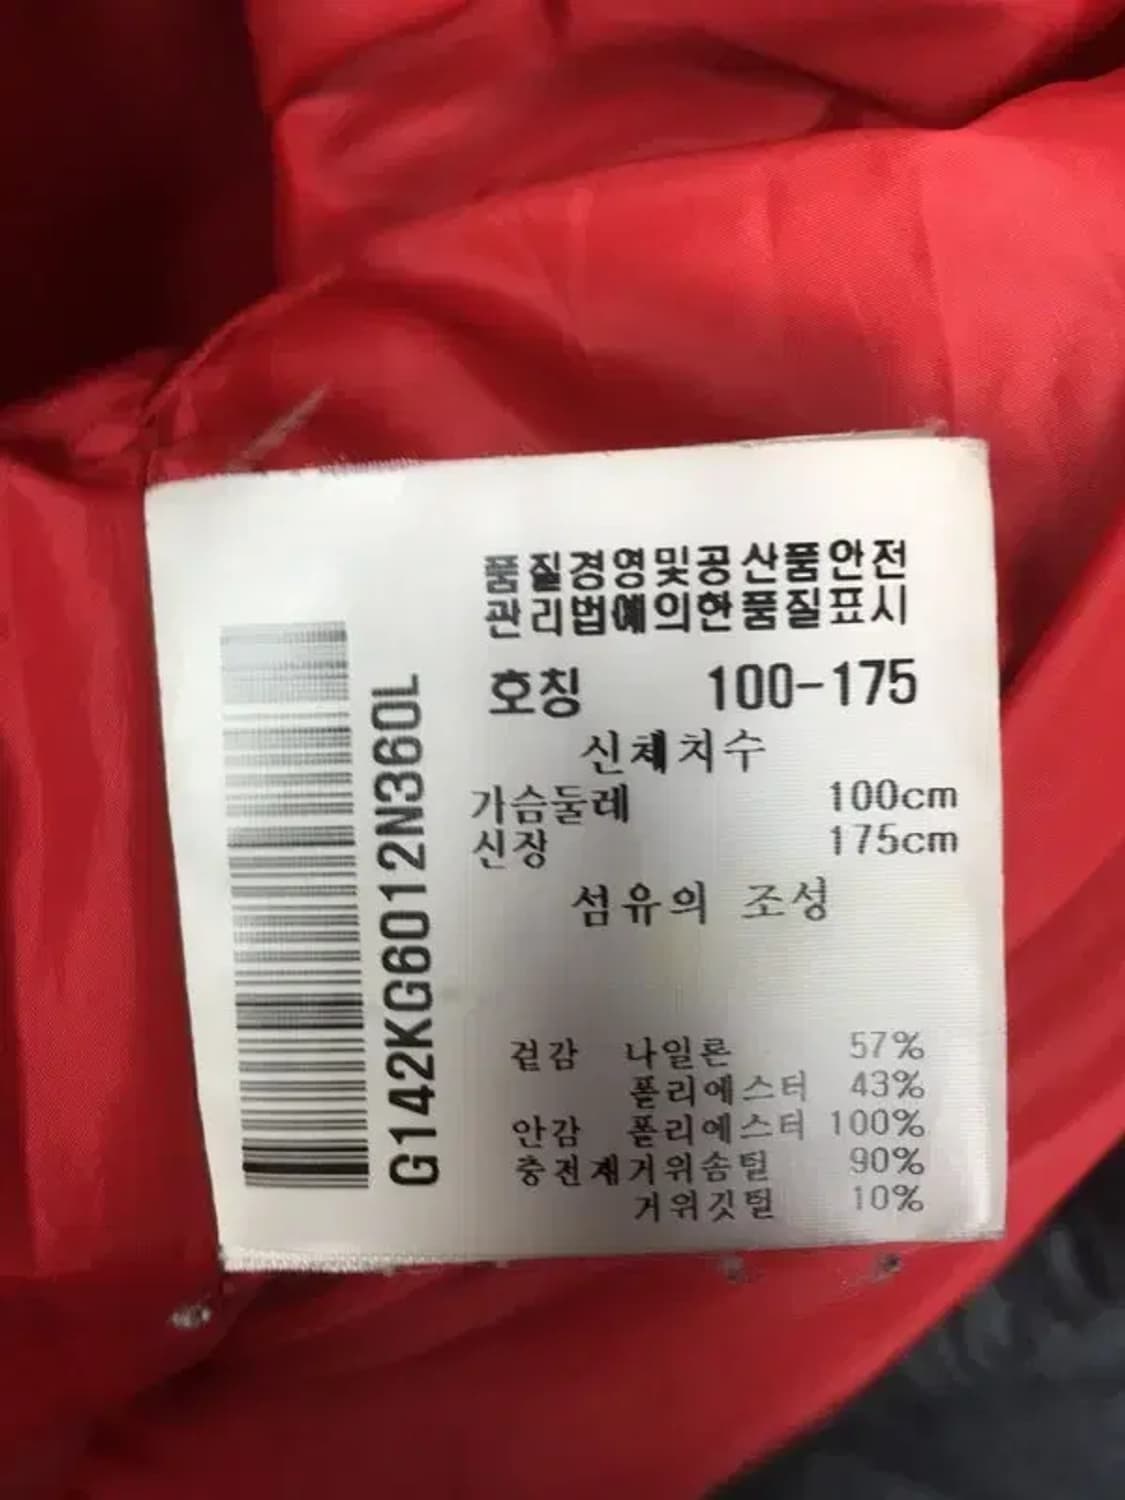 품질경영및공산품안전
관리법예의한품질표시
호칭 100-175
신체치수
가슴둘레 100cm
신장 175cm
섬유의 조성
겉감 나일론 57%
폴리에스터 43%
안감 폴리에스터 100%
충전재거위솜털 90%
거위깃털 10%
G142KG6012N360L